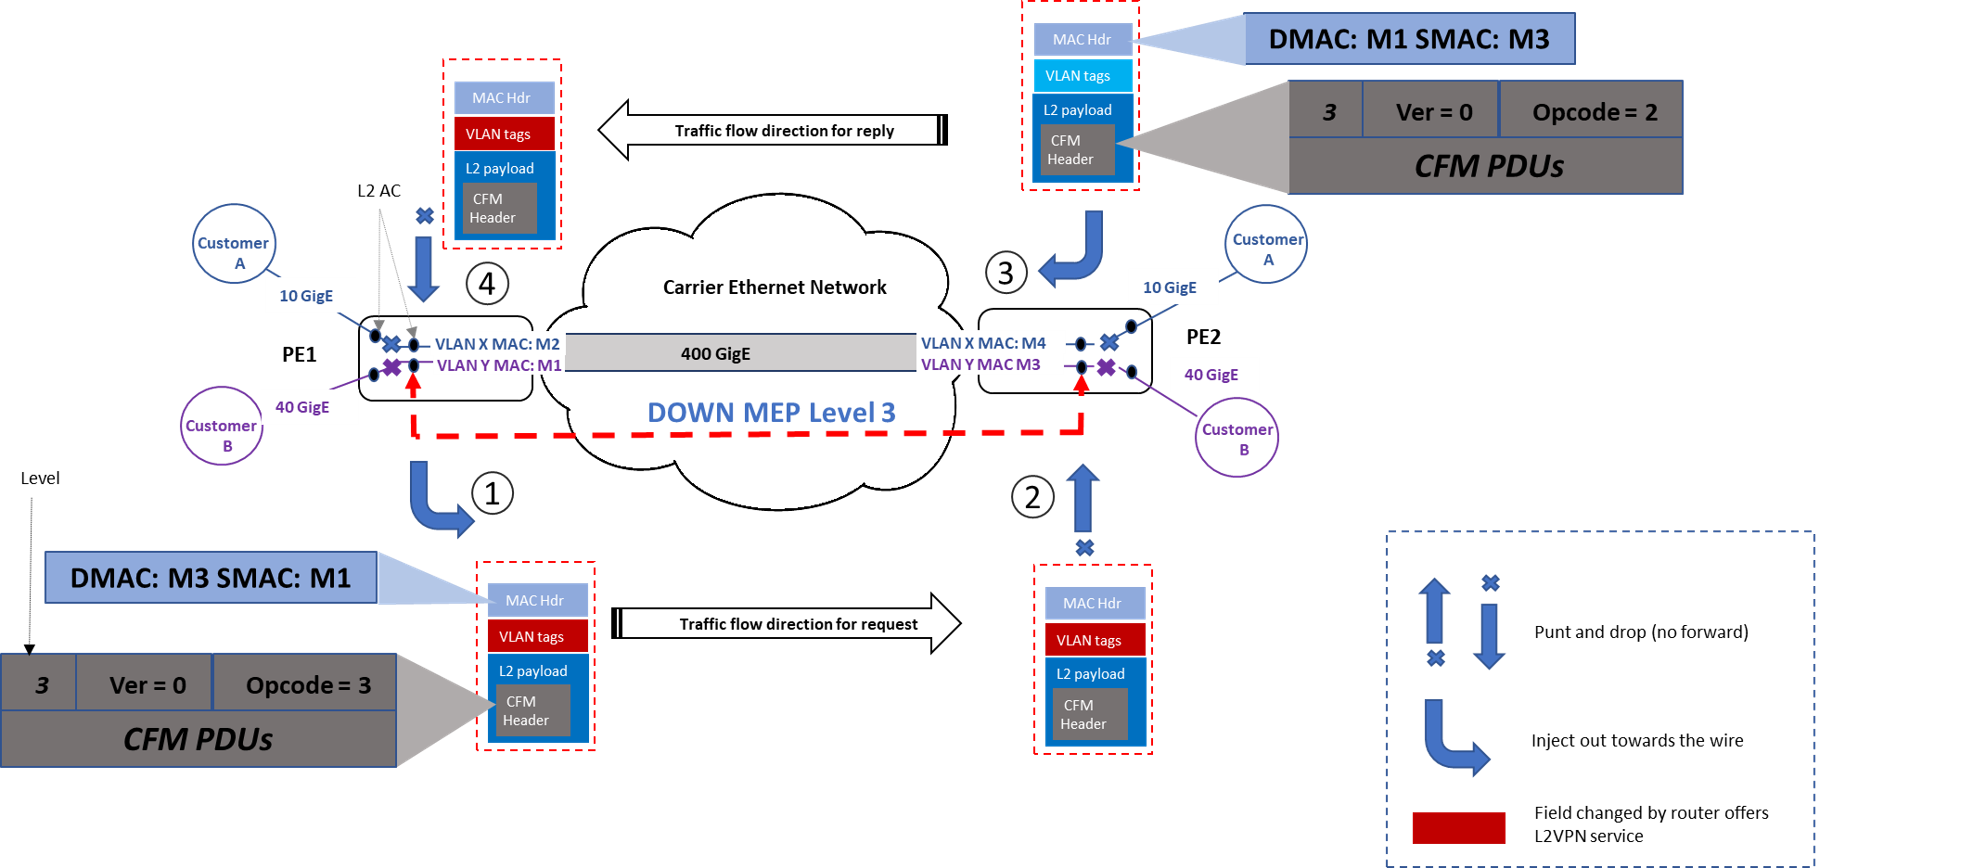 MAC Hdr
DMAC: M1 SMAC: M3
VLAN tags
L2 payload
CFM
Header
3
Ver = 0
Opcode = 2
CFM PDUs
MAC Hdr
VLAN tags
L2 payload
CFM
Header
Traffic flow direction for reply
L2 AC
Customer
A
10 GigE
4
3
Carrier Ethernet Network
Customer
A
10 GigE
PE1
VLAN X MAC: M2
VLAN Y MAC: M1
400 GigE
VLAN X MAC: M4
VLAN Y MAC M3
PE2
40 GigE
Customer
B
40 GigE
DOWN MEP Level 3
Customer
B
Level
1
2
DMAC: M3 SMAC: M1
MAC Hdr
VLAN tags
L2 payload
CFM
Header
Traffic flow direction for request
MAC Hdr
VLAN tags
L2 payload
CFM
Header
3
Ver = 0
Opcode = 3
CFM PDUs
Punt and drop (no forward)
Inject out towards the wire
Field changed by router offers
L2VPN service